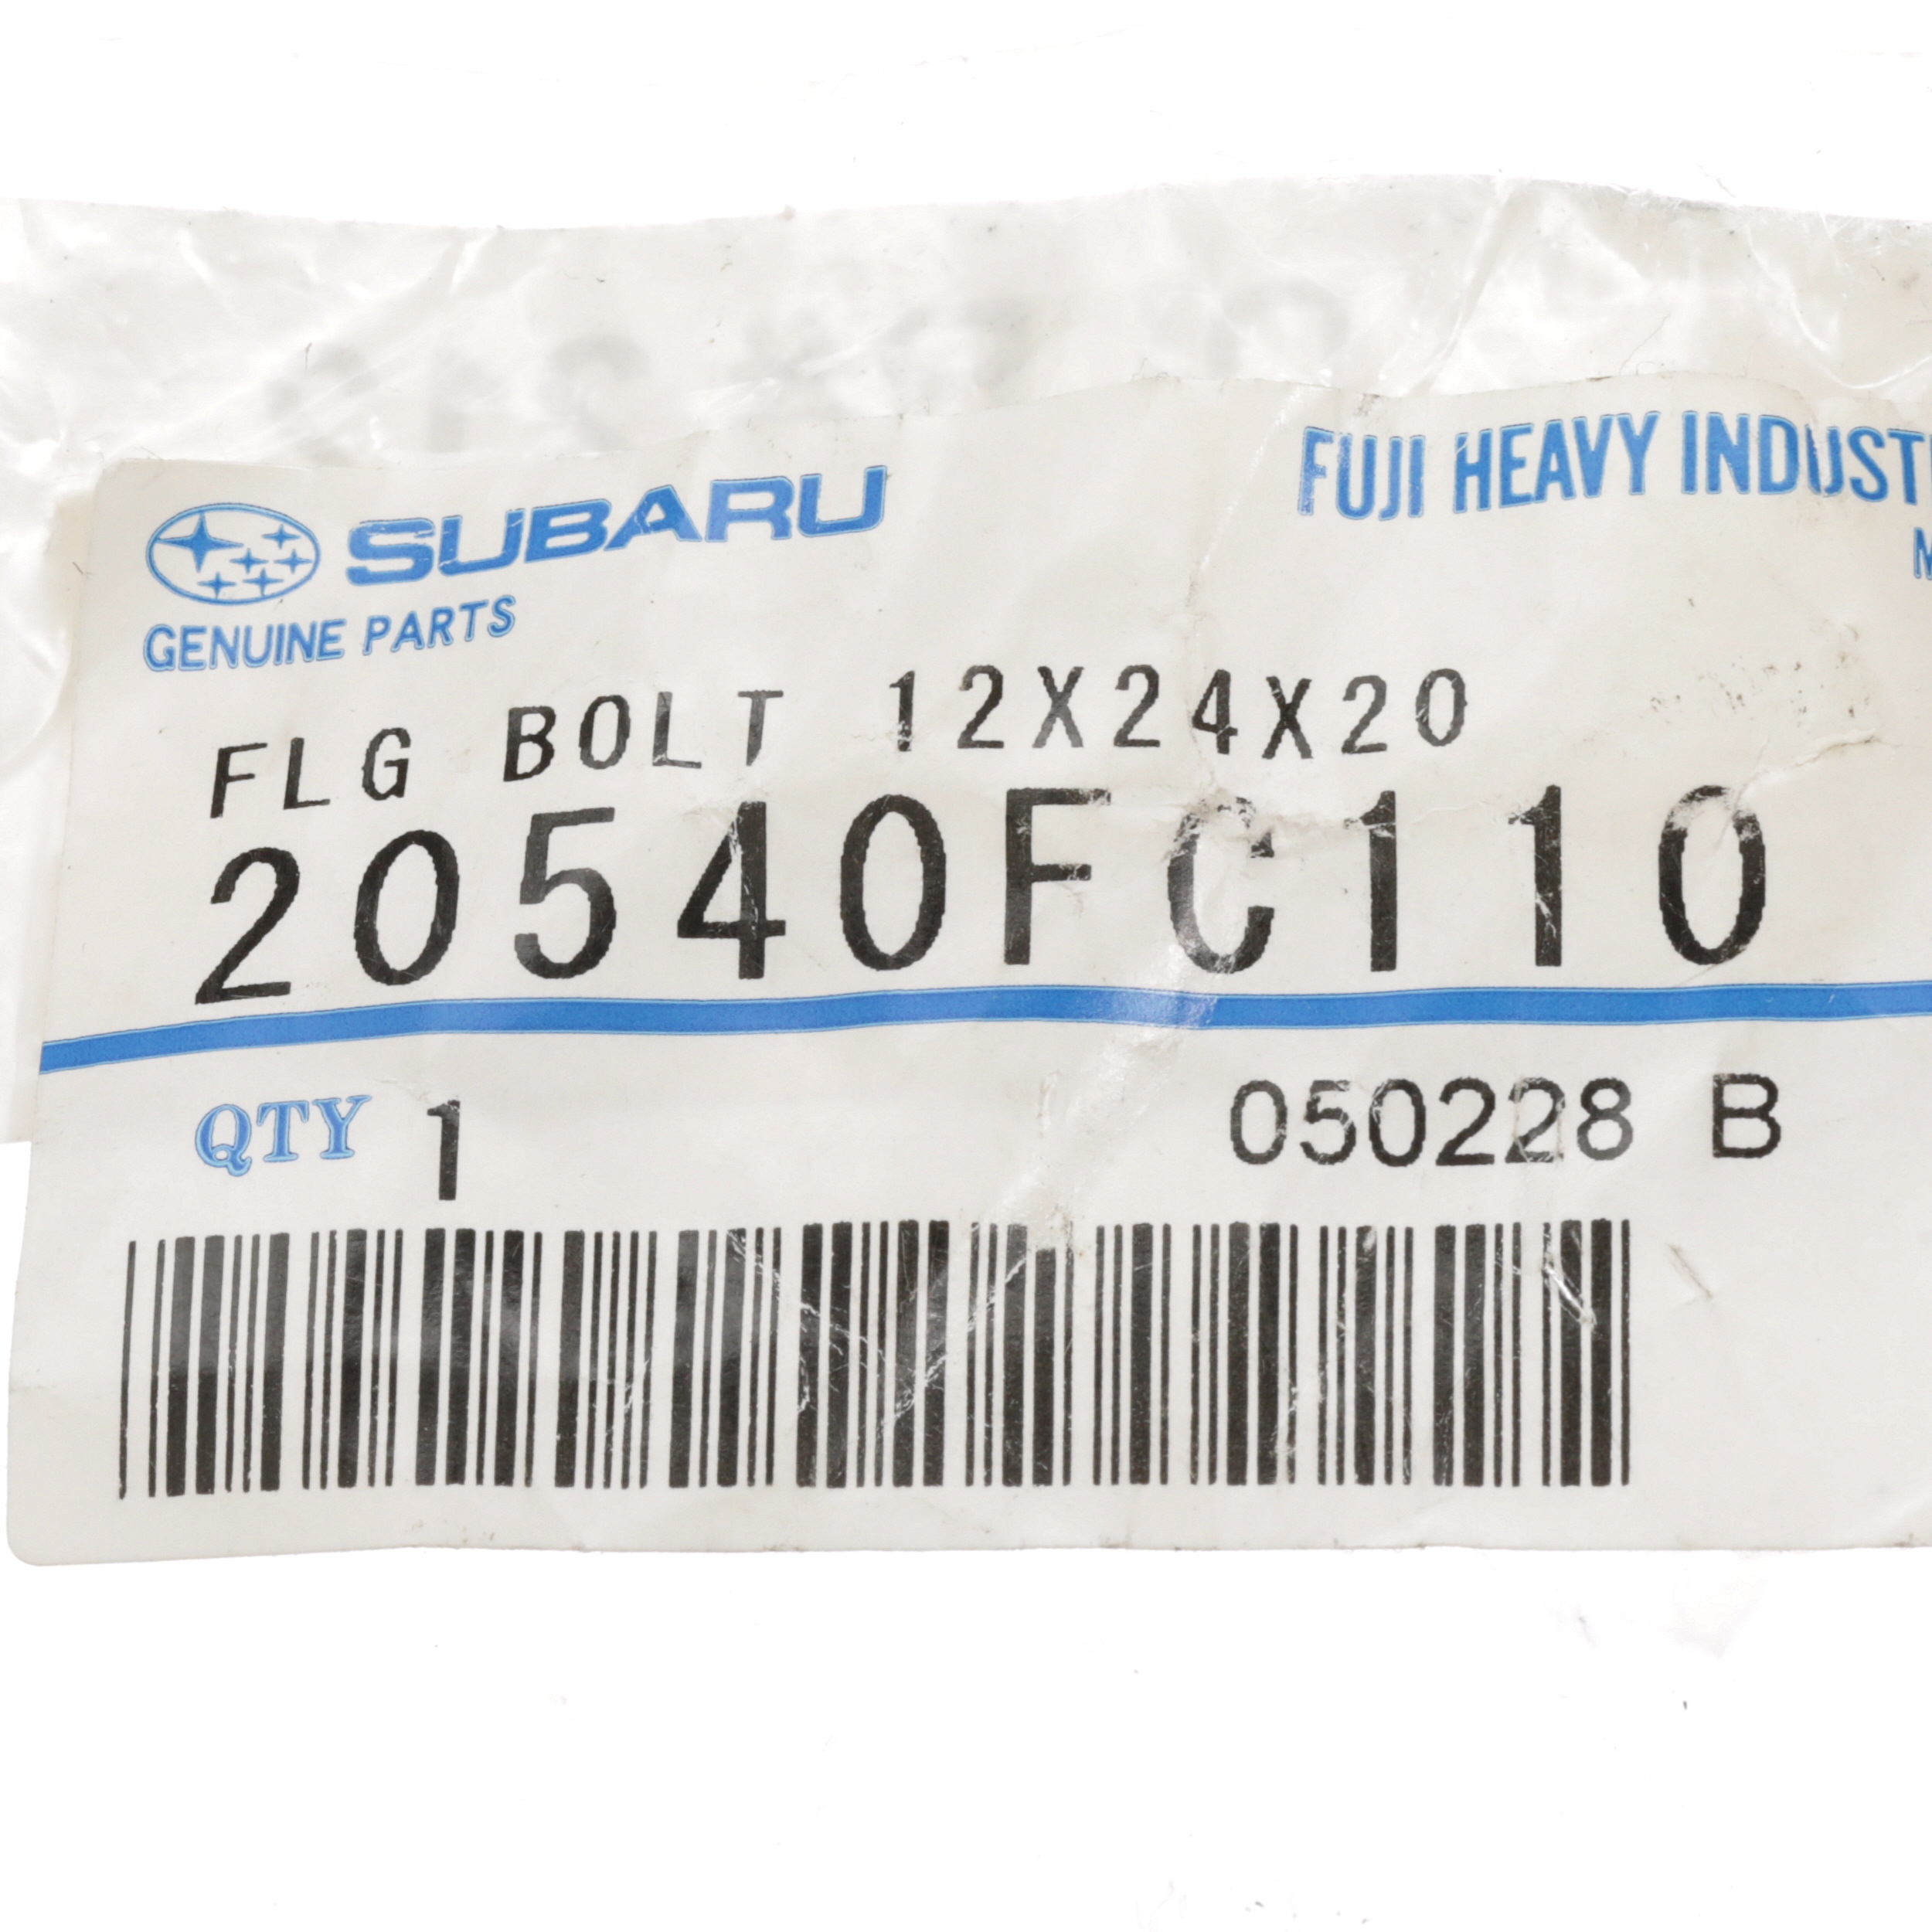 SUBARU
FUJI HEAVY INDUST
M
GENUINE PARTS
FLG BOLT 12X24X20
20540FC110
QTY 1
050228 B